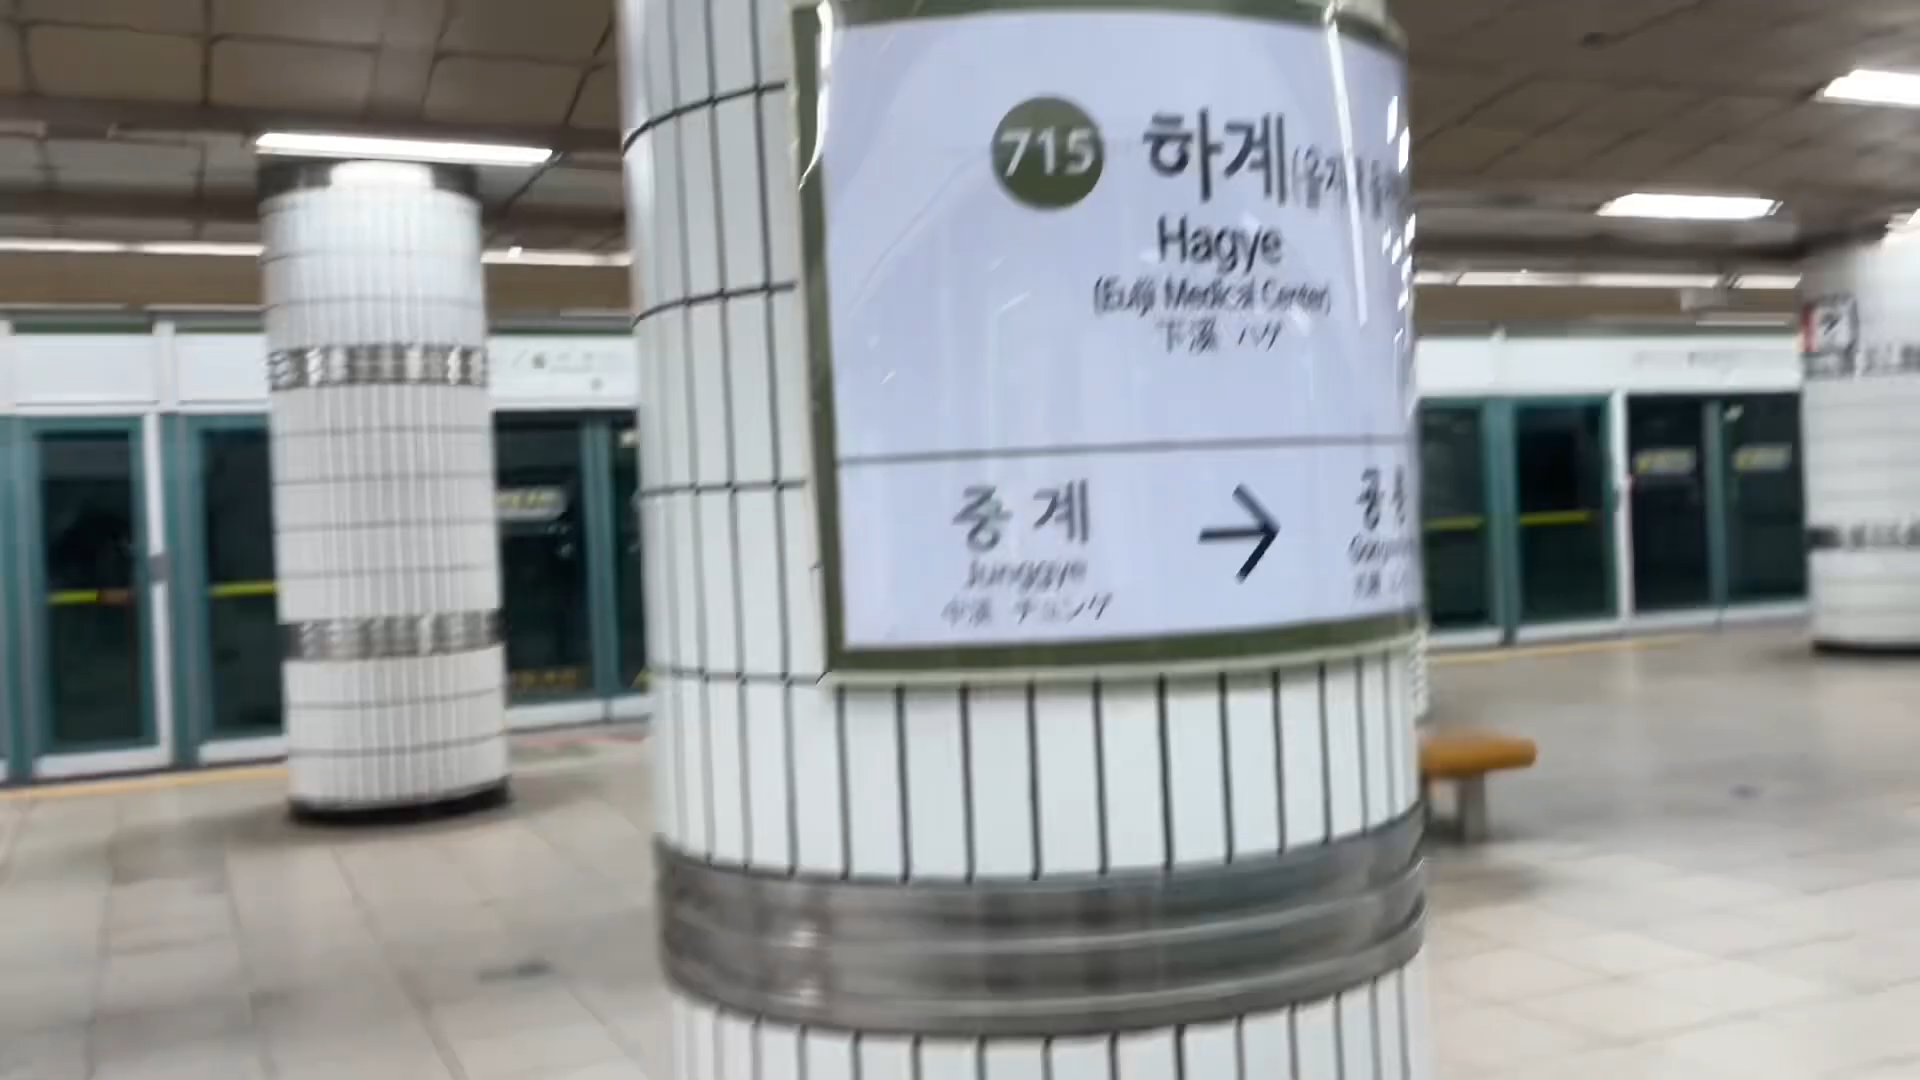 715 하계
Hagye
(Eulji Medical Center)
下溪 ハゲ
중계
Junggye
中溪 チュンゲ